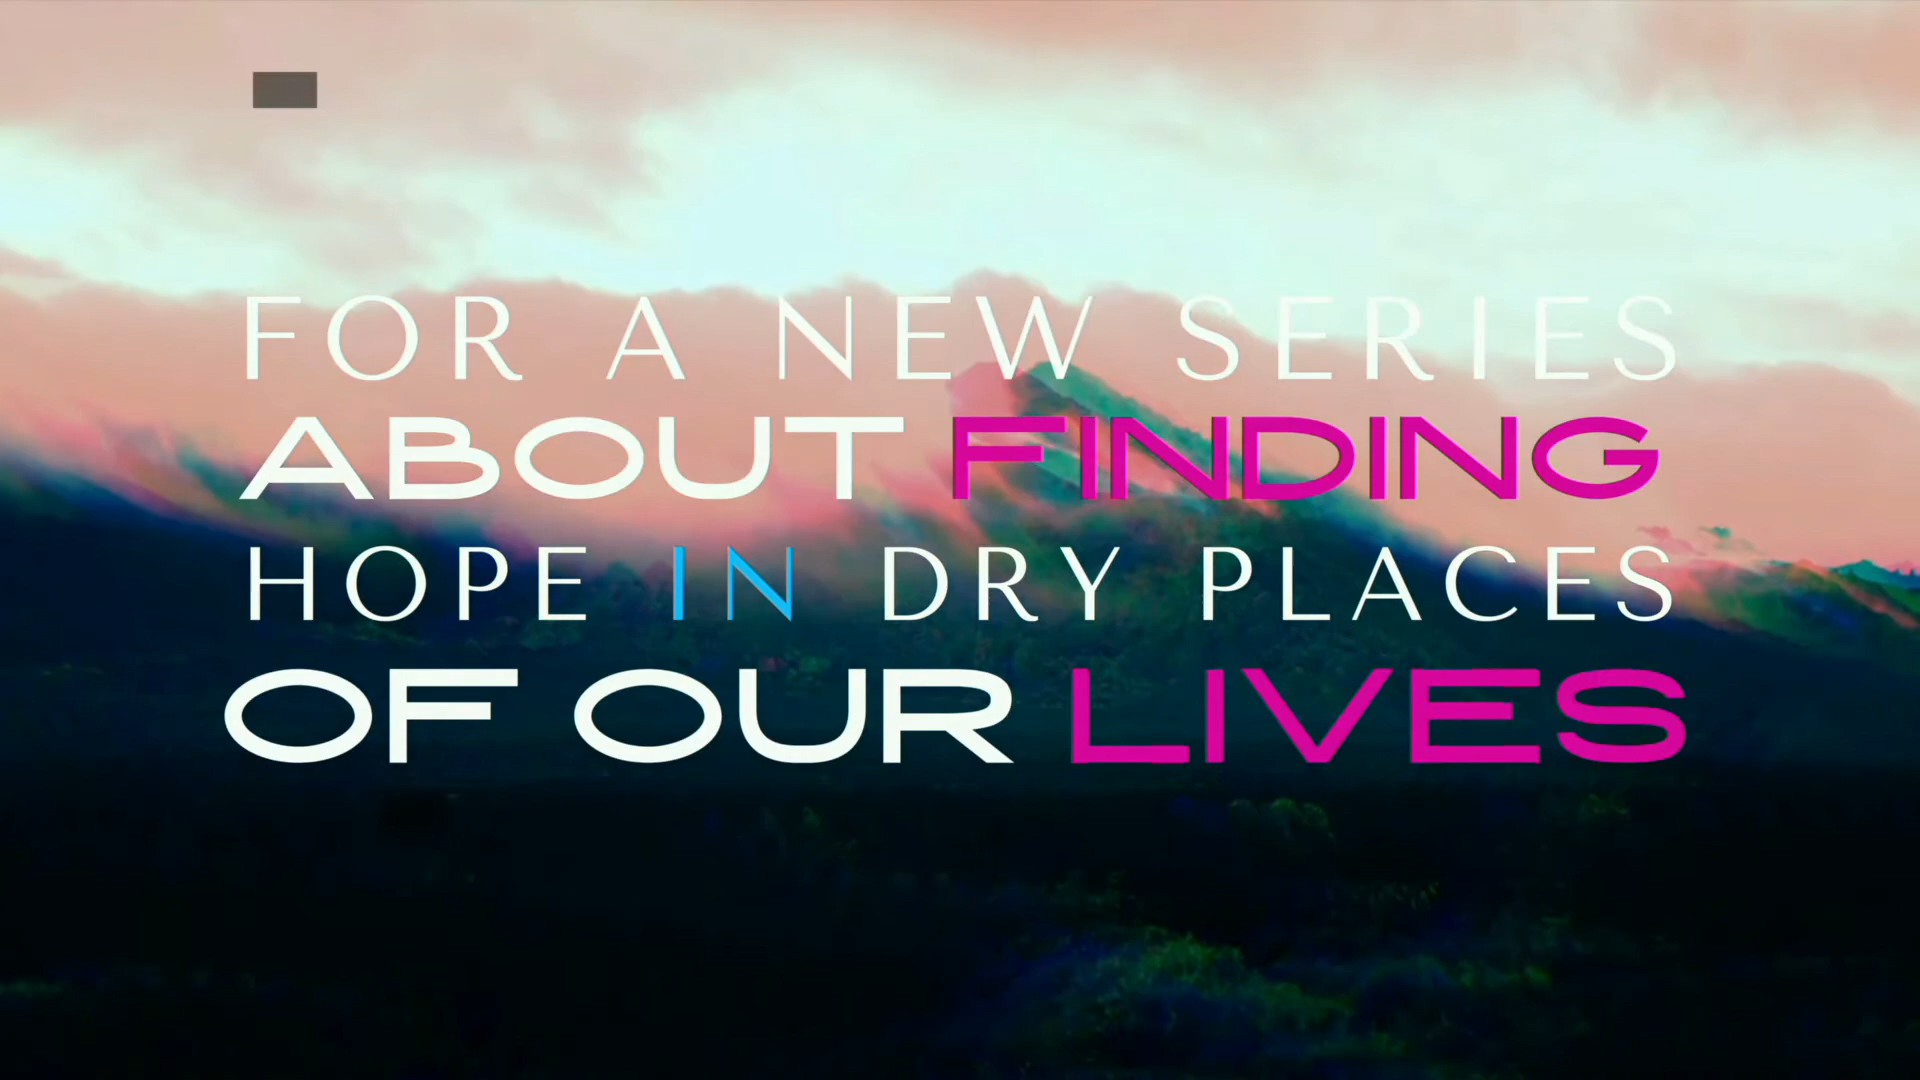 FOR A NEW SERIES
ABOUT FINDING
HOPE IN DRY PLACES
OF OUR LIVES